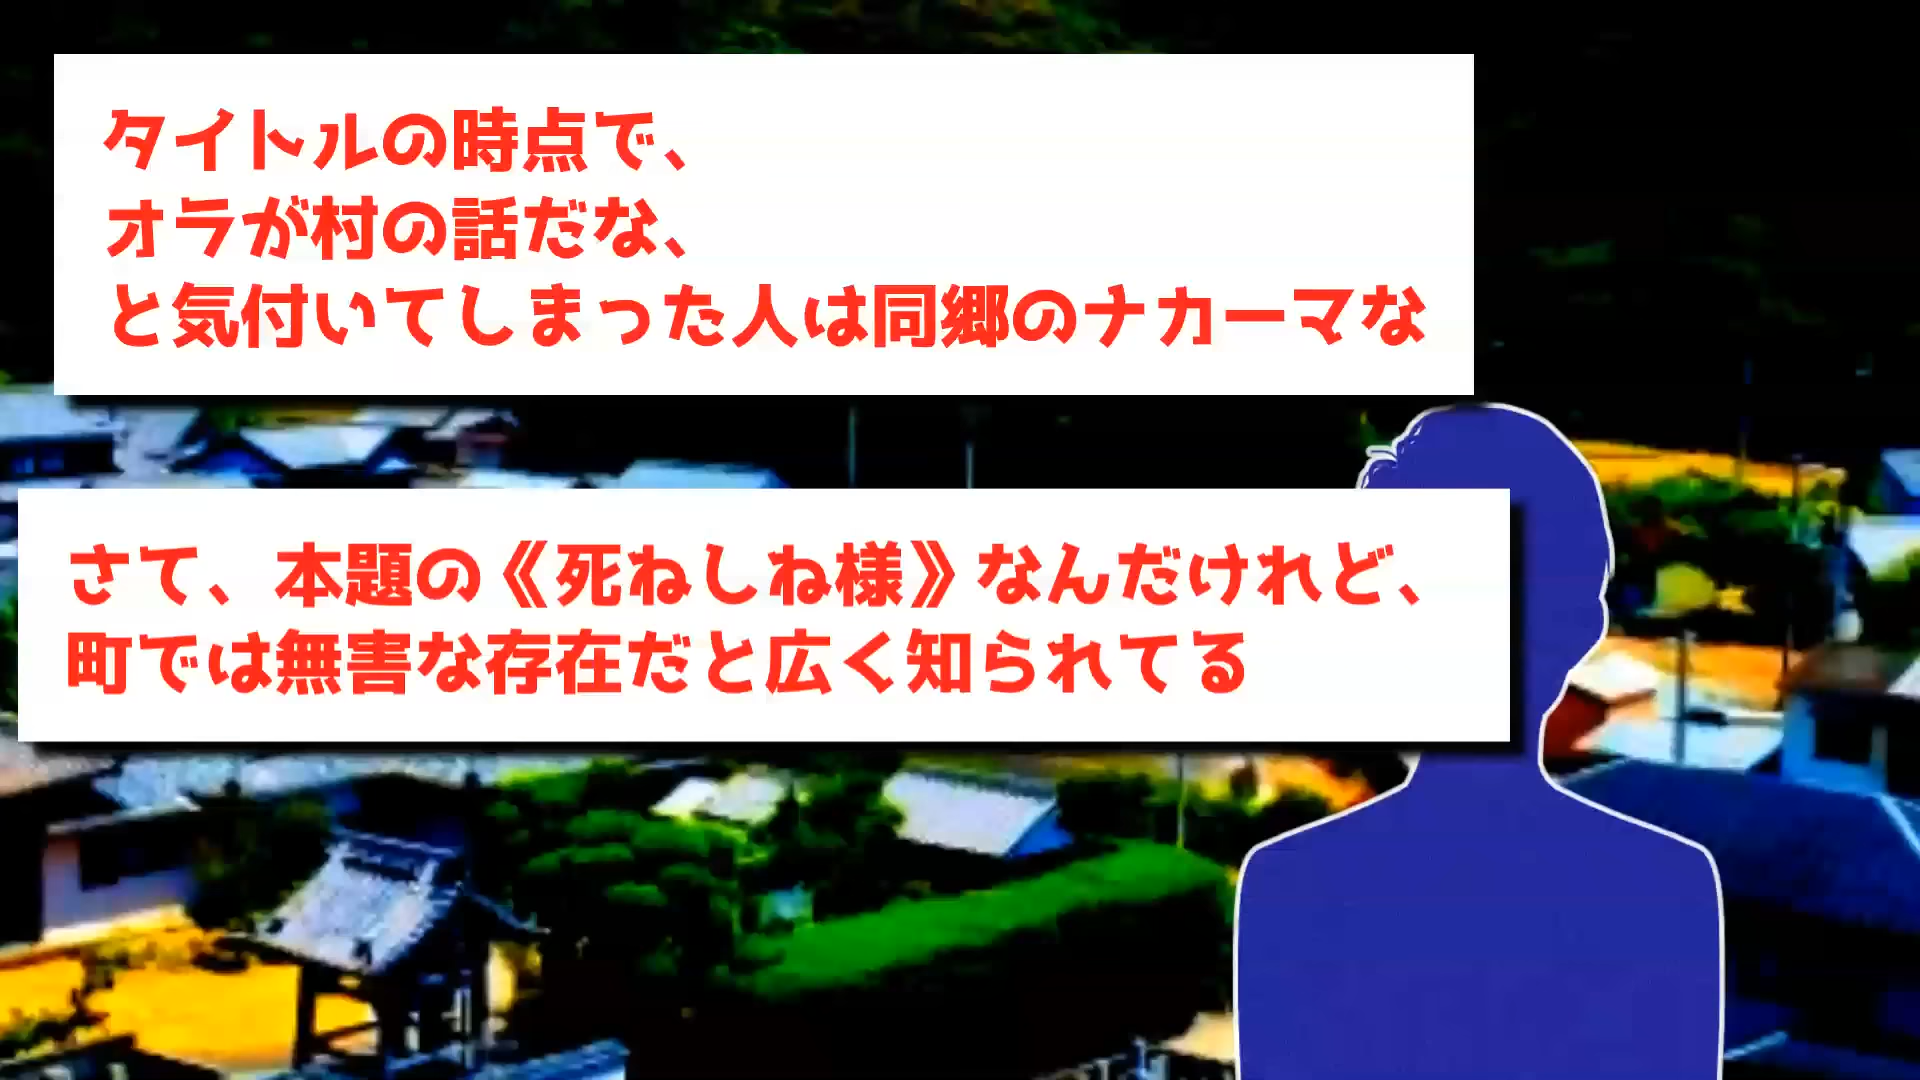 タイトルの時点で、
オラが村の話だな、
と気付いてしまった人は同郷のナカーマな
さて、本題の《死ねしね様》なんだけれど、
町では無害な存在だと広く知られてる